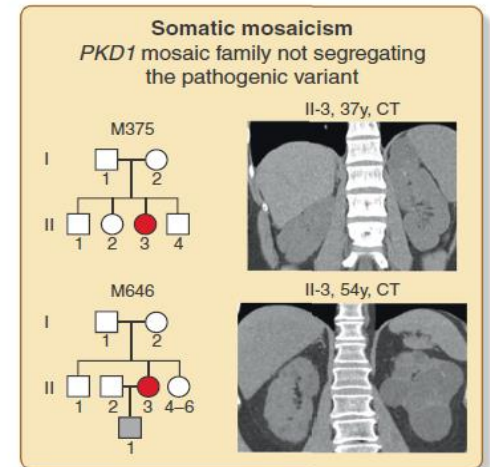 Somatic mosaicism
PKD1 mosaic family not segregating
the pathogenic variant
M375
I
1
2
II
1
2
3
4
II-3, 37y, CT
M646
I
1
2
II
1
2
3
4–6
1
II-3, 54y, CT